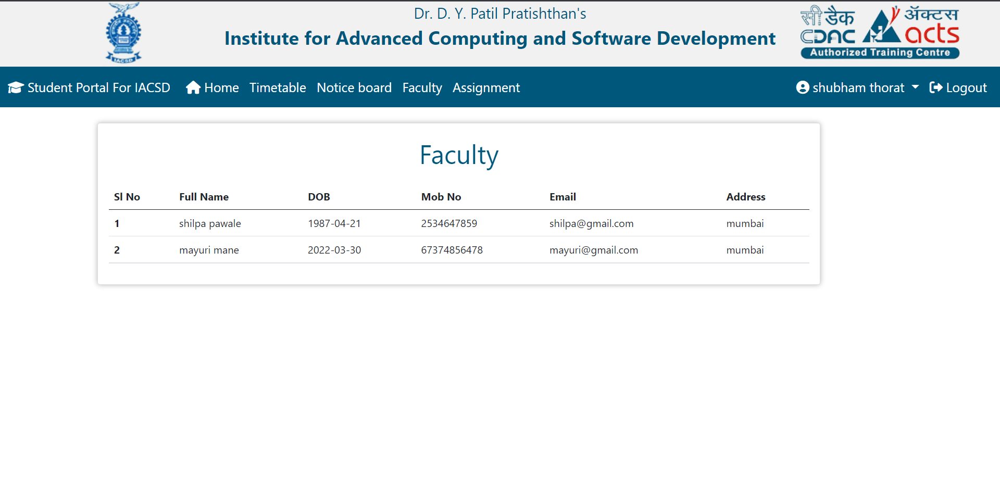 Dr. D. Y. Patil Pratishthan's
Institute for Advanced Computing and Software Development
IACSD
सी डैक ॲक्टस
CDAC acts
Authorized Training Centre
Student Portal For IACSD Home Timetable Notice board Faculty Assignment shubham thorat Logout
Faculty
Sl No Full Name DOB Mob No Email Address
1 shilpa pawale 1987-04-21 2534647859 shilpa@gmail.com mumbai
2 mayuri mane 2022-03-30 67374856478 mayuri@gmail.com mumbai